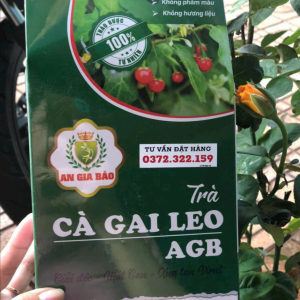 ✓ Không phẩm màu
✓ Không hương liệu
THẢO DƯỢC
100%
TỰ NHIÊN
AN GIA BẢO
TƯ VẤN ĐẶT HÀNG
0372.322.159
Trà
CÀ GAI LEO
AGB